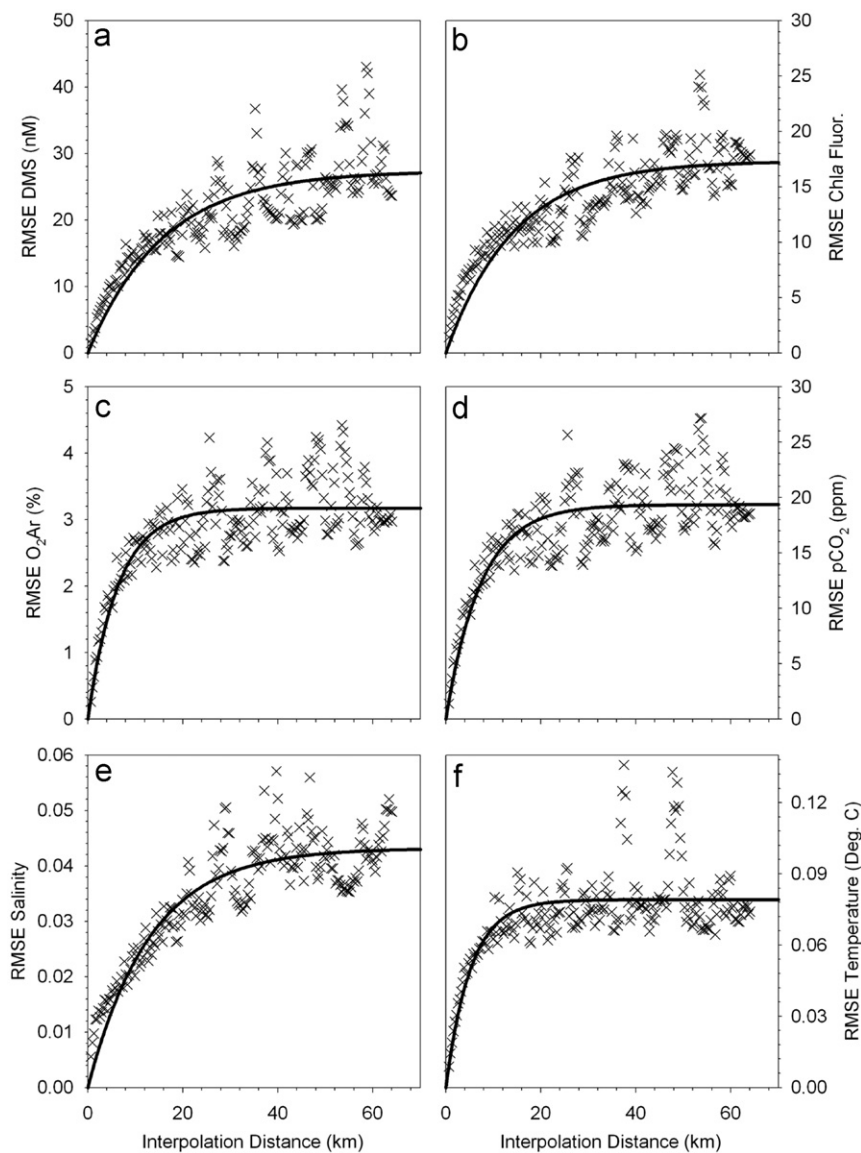 a
50
40
30
20
10
0
RMSE DMS (nM)
b
30
25
20
15
10
5
0
RMSE Chla Fluor.
c
5
4
3
2
1
0
RMSE O₂Ar (%)
d
30
25
20
15
10
5
0
RMSE pCO₂ (ppm)
e
0.06
0.05
0.04
0.03
0.02
0.01
0.00
RMSE Salinity
0 20 40 60
Interpolation Distance (km)
f
0.12
0.09
0.06
0.03
0.00
RMSE Temperature (Deg. C)
0 20 40 60
Interpolation Distance (km)